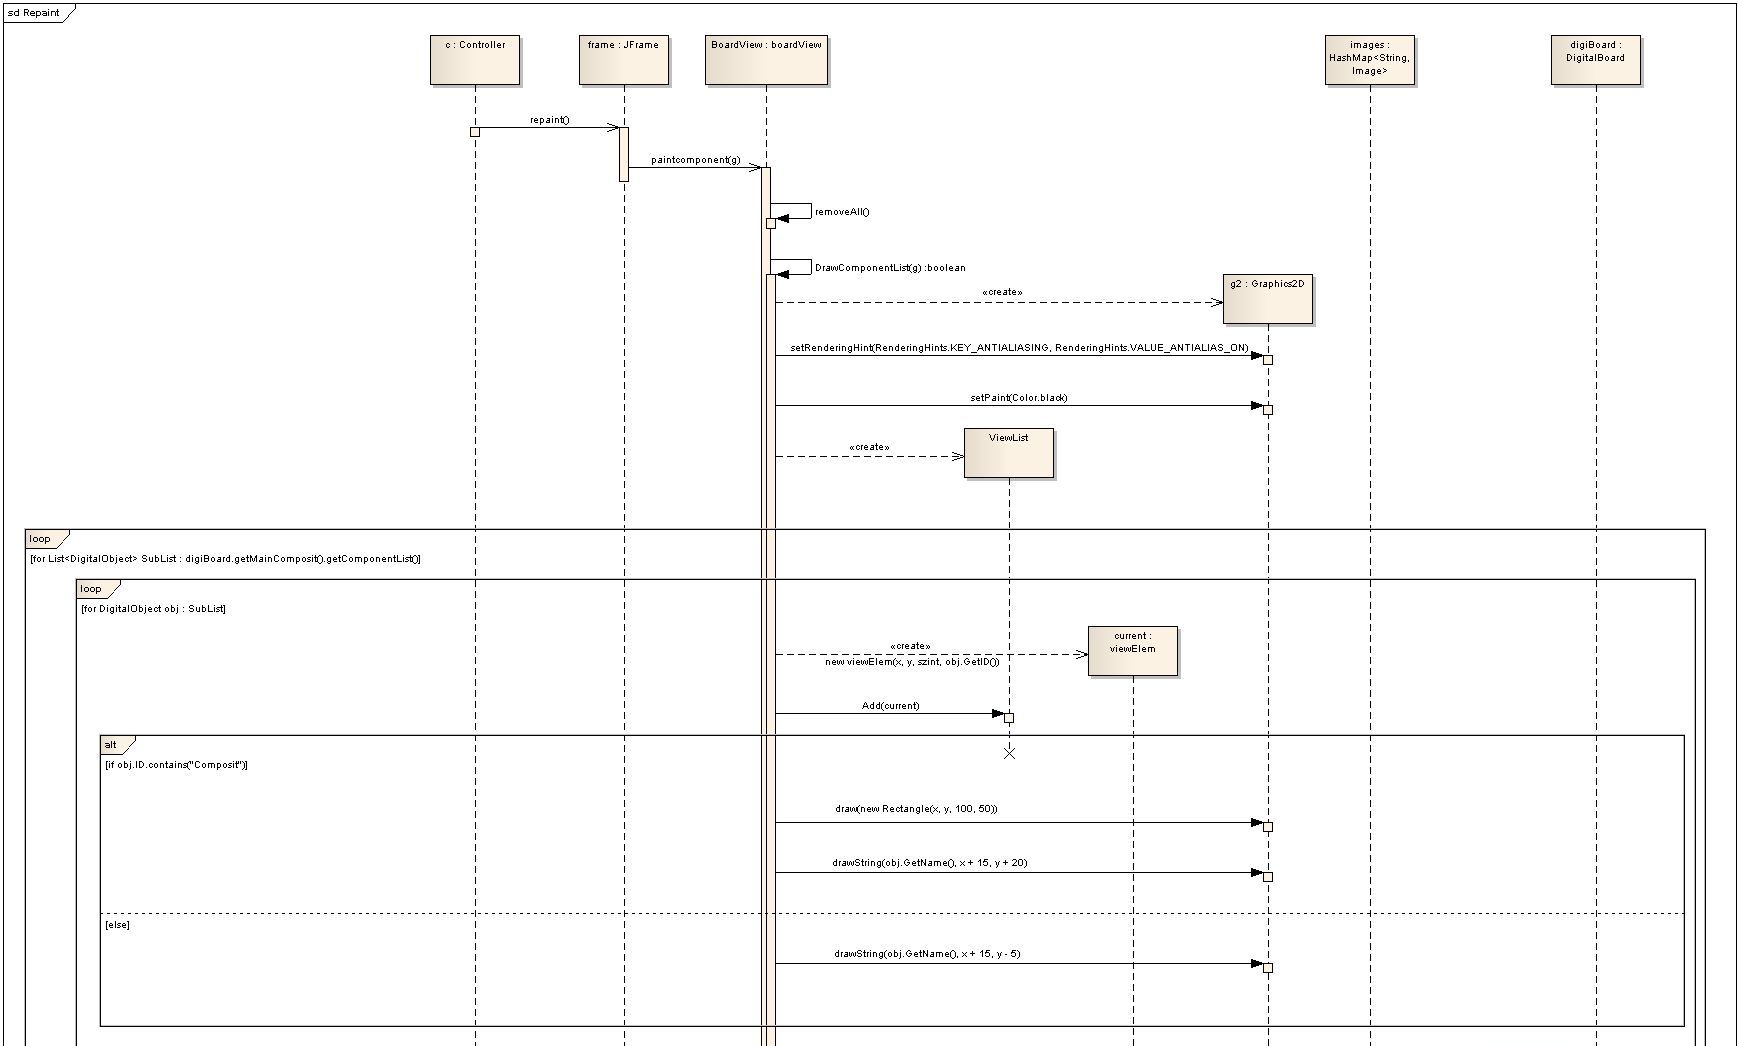 sd Repaint
c : Controller
frame : JFrame
BoardView : boardView
images :
HashMap<String,
Image>
digiBoard :
DigitalBoard
repaint()
paintcomponent(g)
removeAll()
DrawComponentList(g) :boolean
«create»
g2 : Graphics2D
setRenderingHint(RenderingHints.KEY_ANTIALIASING, RenderingHints.VALUE_ANTIALIAS_ON)
setPaint(Color.black)
«create»
ViewList
loop
[for List<DigitalObject> SubList : digiBoard.getMainComposit().getComponentList()]
loop
[for DigitalObject obj : SubList]
«create»
new viewElem(x, y, szint, obj.GetID())
current :
viewElem
Add(current)
alt
[if obj.ID.contains("Composit")]
draw(new Rectangle(x, y, 100, 50))
drawString(obj.GetName(), x + 15, y + 20)
[else]
drawString(obj.GetName(), x + 15, y - 5)